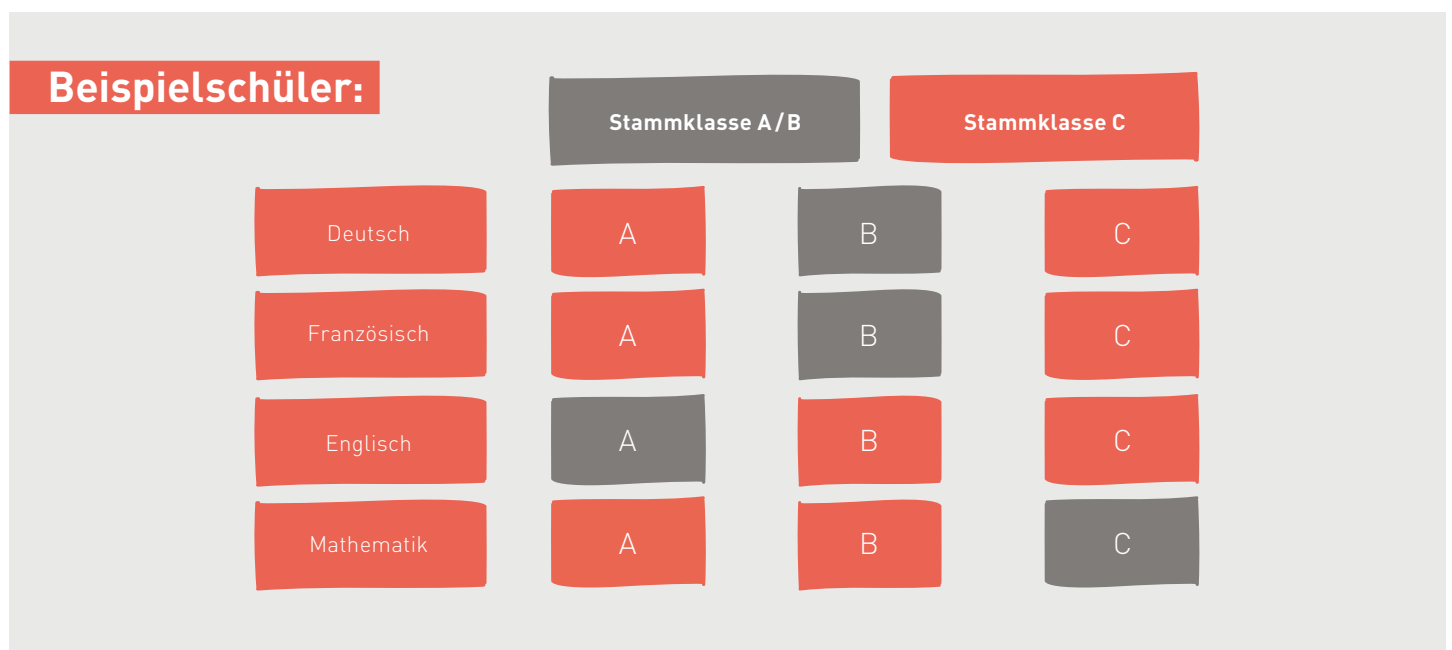 Beispielschüler:
Stammklasse A/B Stammklasse C
Deutsch A B C
Französisch A B C
Englisch A B C
Mathematik A B C